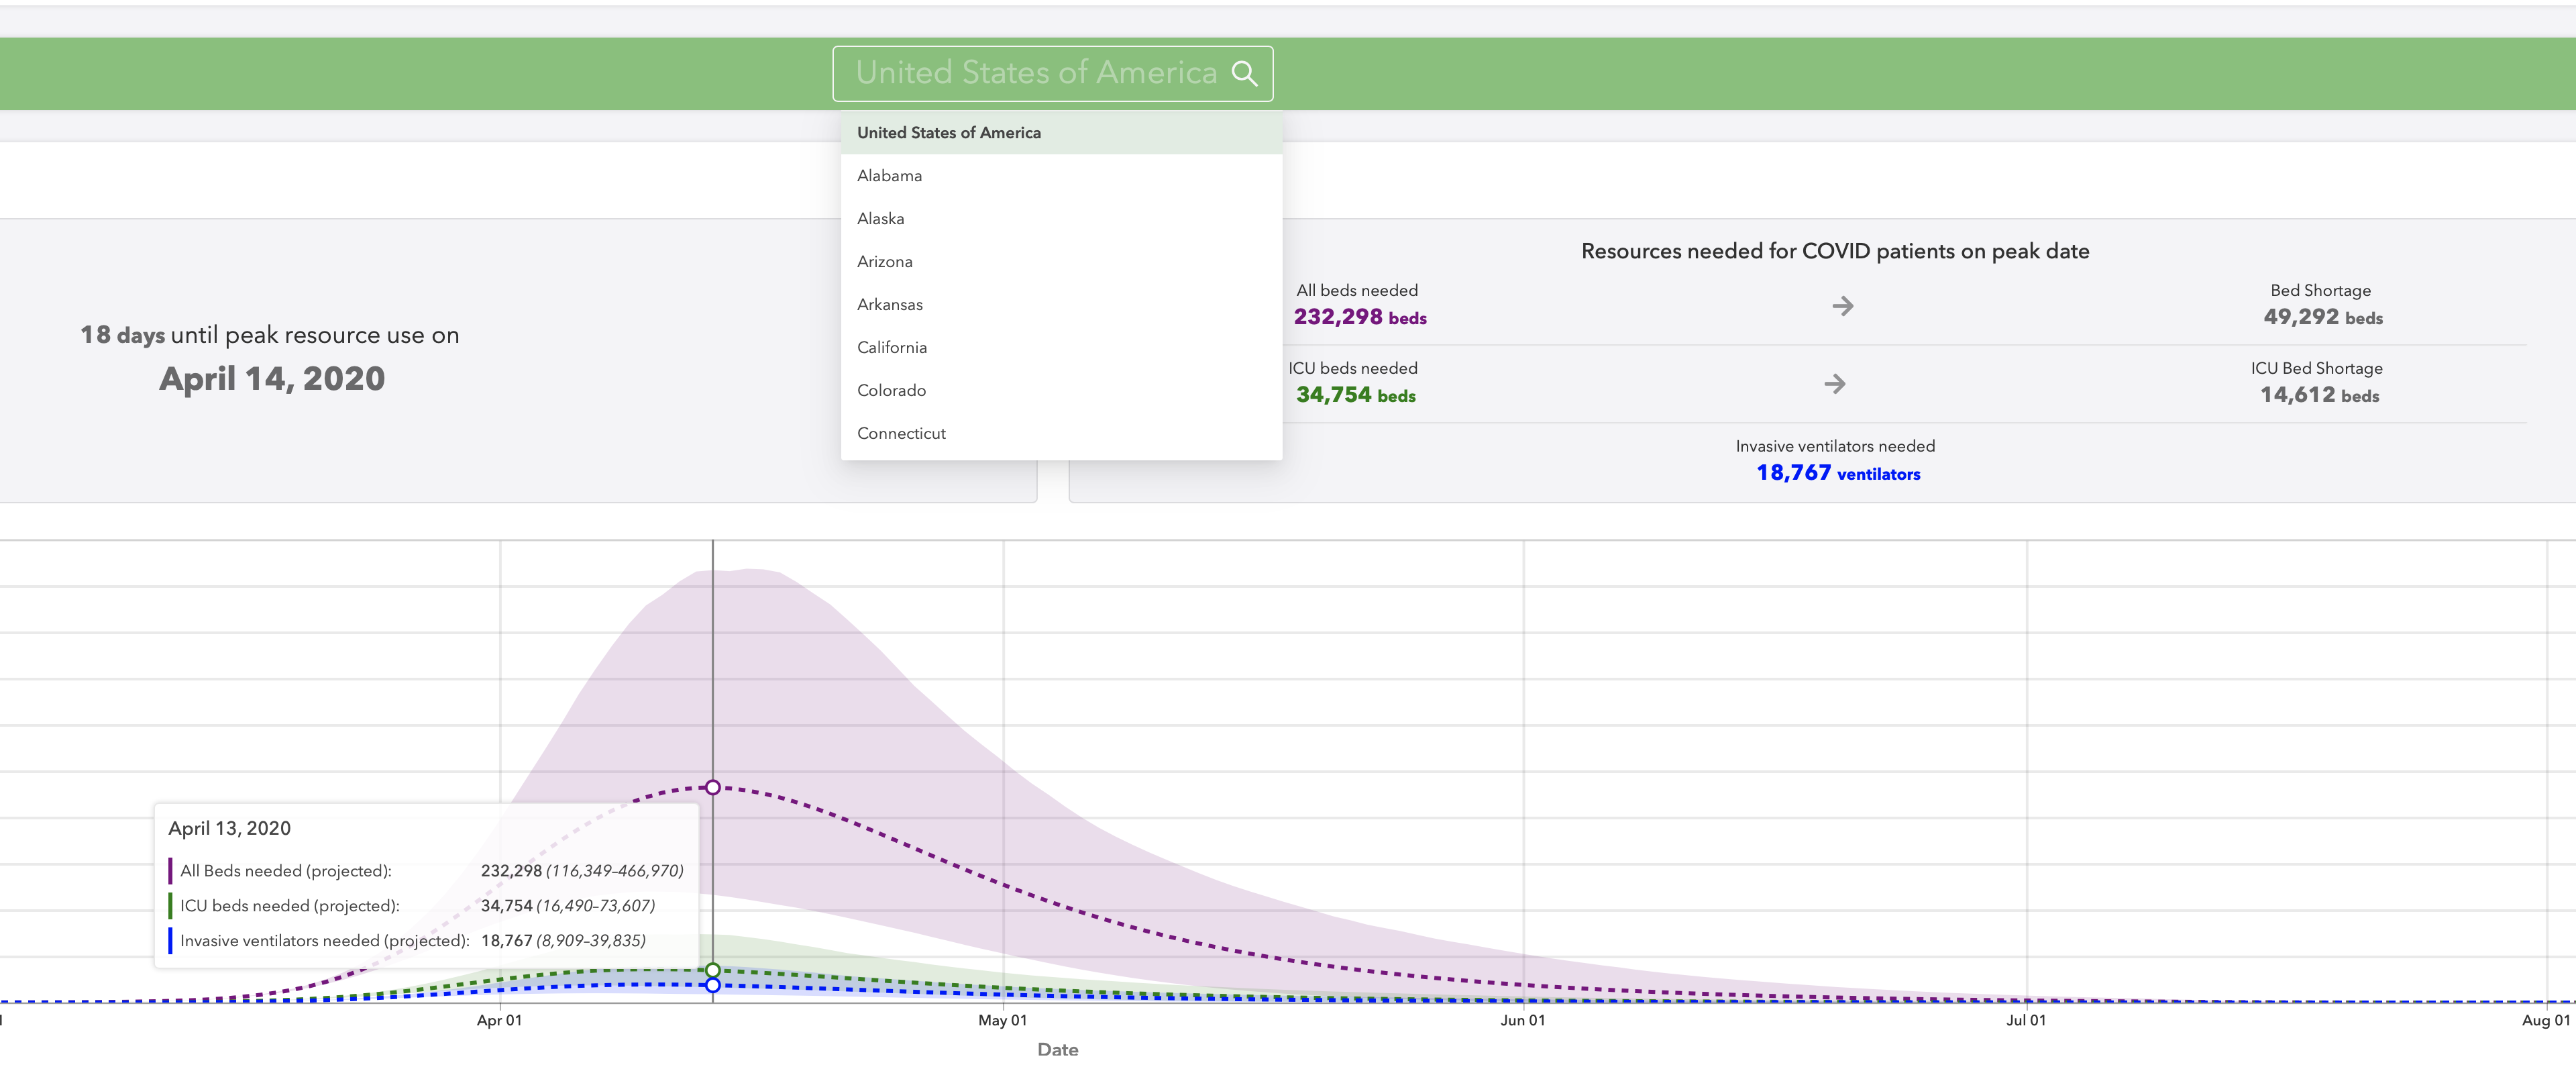 United States of America
United States of America
Alabama
Alaska
Arizona
Arkansas
California
Colorado
Connecticut
18 days until peak resource use on
April 14, 2020
Resources needed for COVID patients on peak date
All beds needed
232,298 beds
Bed Shortage
49,292 beds
ICU beds needed
34,754 beds
ICU Bed Shortage
14,612 beds
Invasive ventilators needed
18,767 ventilators
April 13, 2020
All Beds needed (projected): 232,298 (116,349–466,970)
ICU beds needed (projected): 34,754 (16,490–73,607)
Invasive ventilators needed (projected): 18,767 (8,909–39,835)
Apr 01 May 01 Jun 01 Jul 01 Aug 01
Date